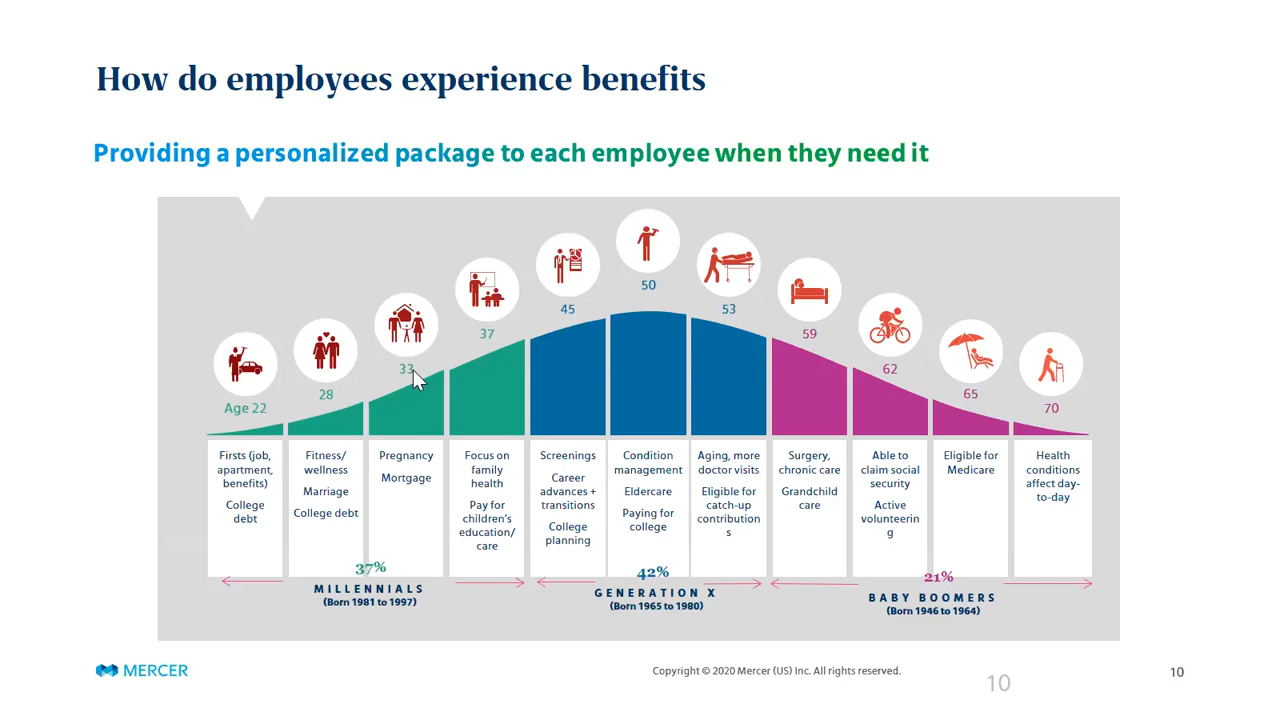 How do employees experience benefits
Providing a personalized package to each employee when they need it
Age 22
28
33
37
45
50
53
59
62
65
70
Firsts (job,
apartment,
benefits)
College
debt
Fitness/
wellness
Marriage
College debt
Pregnancy
Mortgage
Focus on
family
health
Pay for
children's
education/
care
Screenings
Career
advances +
transitions
College
planning
Condition
management
Eldercare
Paying for
college
Aging, more
doctor visits
Eligible for
catch-up
contribution
s
Surgery,
chronic care
Grandchild
care
Able to
claim social
security
Active
volunteerin
g
Eligible for
Medicare
Health
conditions
affect day-
to-day
37%
MILLENNIALS
(Born 1981 to 1997)
42%
GENERATION X
(Born 1965 to 1980)
21%
BABY BOOMERS
(Born 1946 to 1964)
MERCER
Copyright © 2020 Mercer (US) Inc. All rights reserved.
10
10